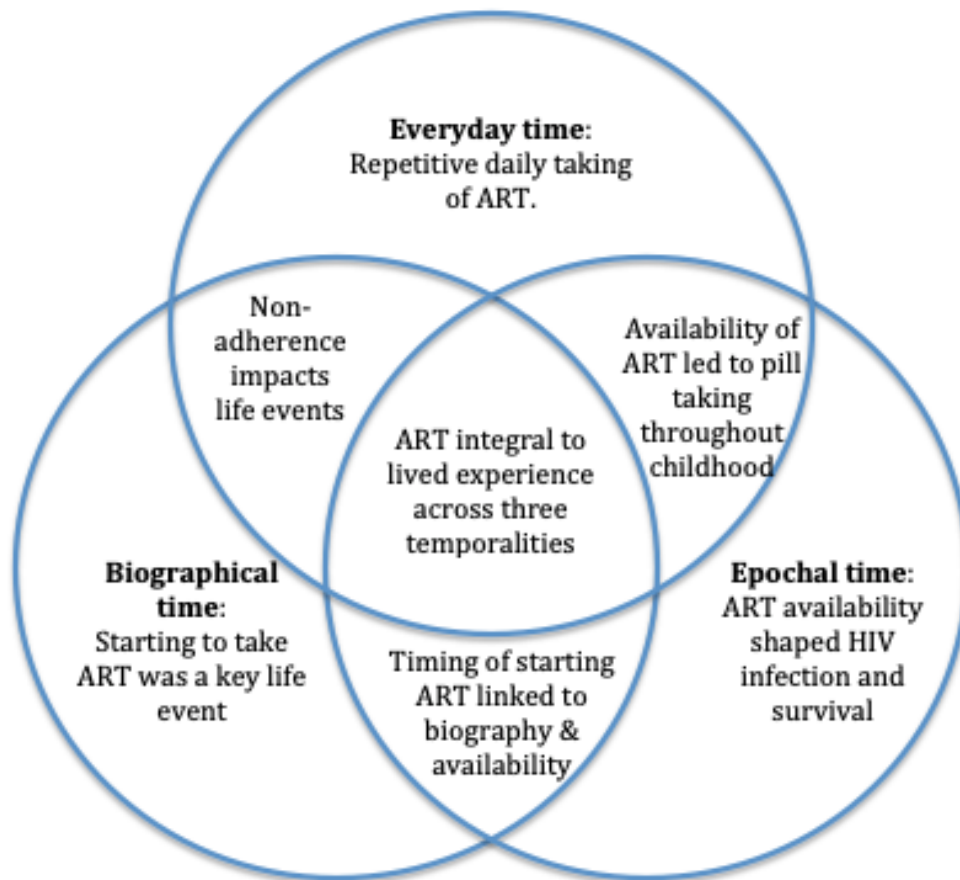 Everyday time:
Repetitive daily taking
of ART.
Non-
adherence
impacts
life events
Availability of
ART led to pill
taking
throughout
childhood
ART integral to
lived experience
across three
temporalities
Biographical
time:
Starting to take
ART was a key life
event
Timing of starting
ART linked to
biography &
availability
Epochal time:
ART availability
shaped HIV
infection and
survival